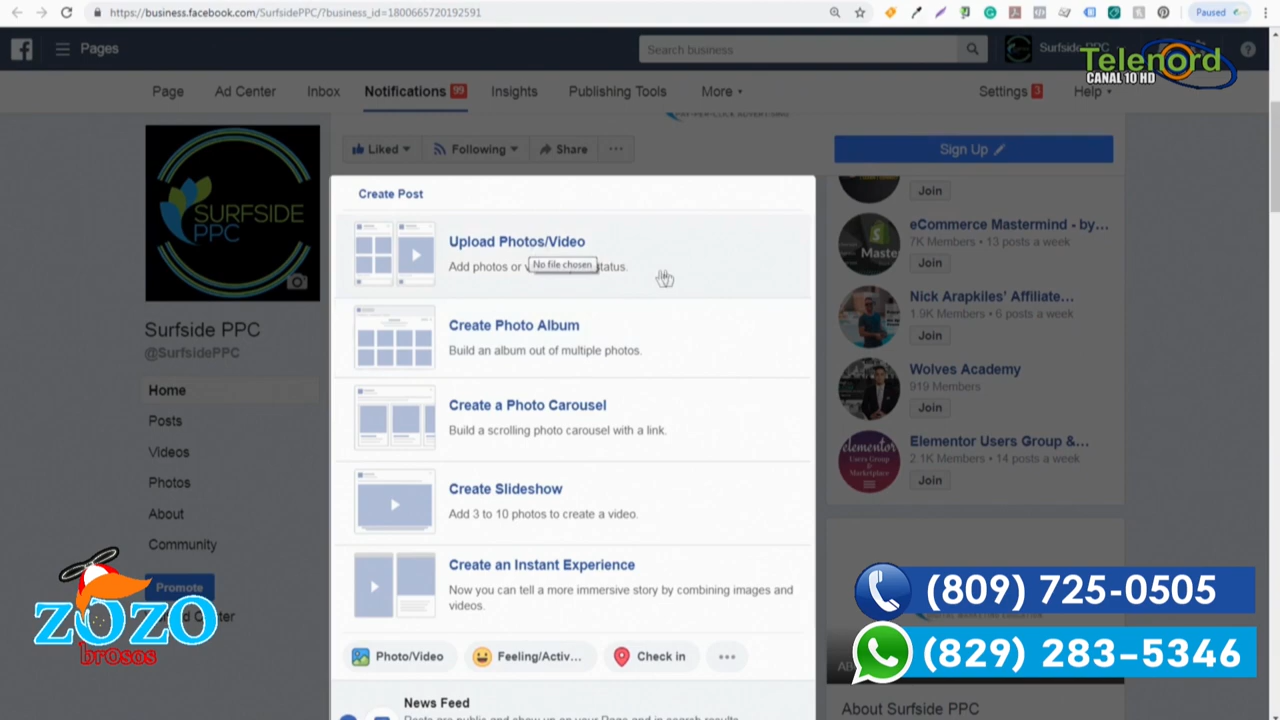 https://business.facebook.com/SurfsidePPC/?business_id=1800665720192591
Paused
Pages
Search business
Surfside PPC
Telenord
CANAL 10 HD
Page
Ad Center
Inbox
Notifications 99
Insights
Publishing Tools
More
Settings 3
Help
SURFSIDE
PPC
Liked
Following
Share
Sign Up
Create Post
Upload Photos/Video
Add photos or status.
No file chosen
Create Photo Album
Build an album out of multiple photos.
Create a Photo Carousel
Build a scrolling photo carousel with a link.
Create Slideshow
Add 3 to 10 photos to create a video.
Create an Instant Experience
Now you can tell a more immersive story by combining images and
videos.
Photo/Video
Feeling/Activ...
Check in
News Feed
Surfside PPC
@SurfsidePPC
Home
Posts
Videos
Photos
About
Community
Promote
Join
eCommerce Mastermind - by...
7K Members • 13 posts a week
Join
Nick Arapkiles' Affiliate...
1.9K Members • 6 posts a week
Join
Wolves Academy
919 Members
Join
Elementor Users Group &...
2.1K Members • 14 posts a week
Join
elementor
Users
Group
zozo
brosos
(809) 725-0505
(829) 283-5346
About Surfside PPC